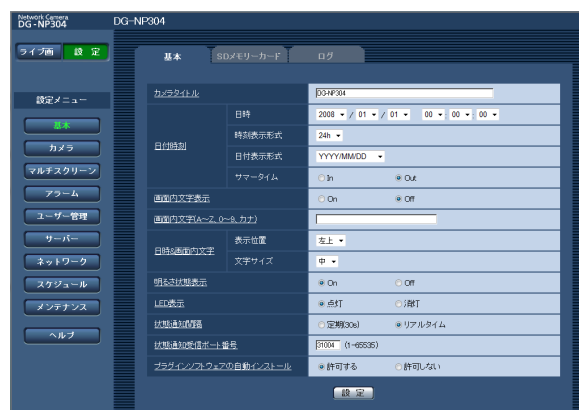 Network Camera
DG-NP304 DG-NP304
ライブ画 設 定
基本 SDメモリーカード ログ
設定メニュー
基本
カメラ
マルチスクリーン
アラーム
ユーザー管理
サーバー
ネットワーク
スケジュール
メンテナンス
ヘルプ
カメラタイトル DG-NP304
日付時刻
日時 2008 / 01 / 01 00 00 00
時刻表示形式 24h
日付表示形式 YYYY/MM/DD
サマータイム In Out
画面内文字表示 On Off
画面内文字(A~Z, 0~9, カナ)
日時&画面内文字
表示位置 左上
文字サイズ 中
明るさ状態表示 On Off
LED表示 点灯 消灯
状態通知間隔 定期(30s) リアルタイム
状態通知受信ポート番号 31004 (1-65535)
プラグインソフトウェアの自動インストール 許可する 許可しない
設 定